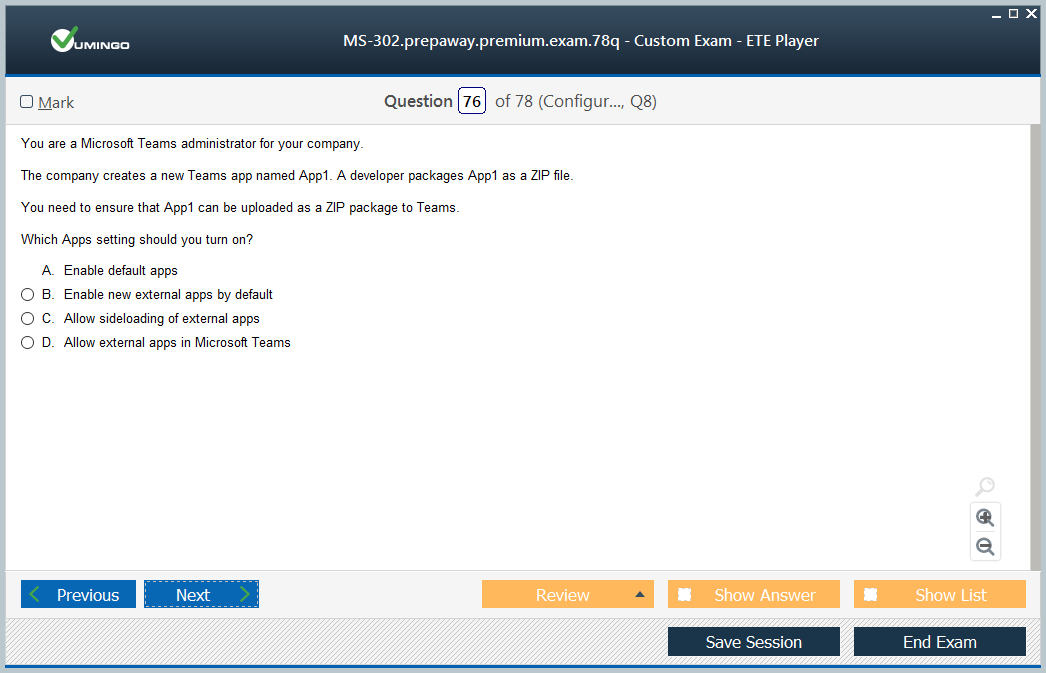 VUMINGO
MS-302.prepaway.premium.exam.78q - Custom Exam - ETE Player
Mark
Question 76 of 78 (Configur..., Q8)
You are a Microsoft Teams administrator for your company.
The company creates a new Teams app named App1. A developer packages App1 as a ZIP file.
You need to ensure that App1 can be uploaded as a ZIP package to Teams.
Which Apps setting should you turn on?
A. Enable default apps
B. Enable new external apps by default
C. Allow sideloading of external apps
D. Allow external apps in Microsoft Teams
Previous
Next
Review
Show Answer
Show List
Save Session
End Exam